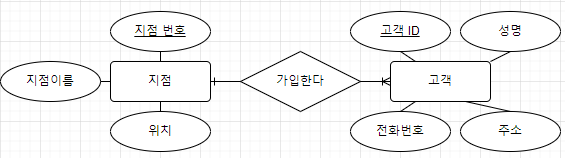 지점 번호
고객 ID
성명
지점이름
지점
가입한다
고객
위치
전화번호
주소